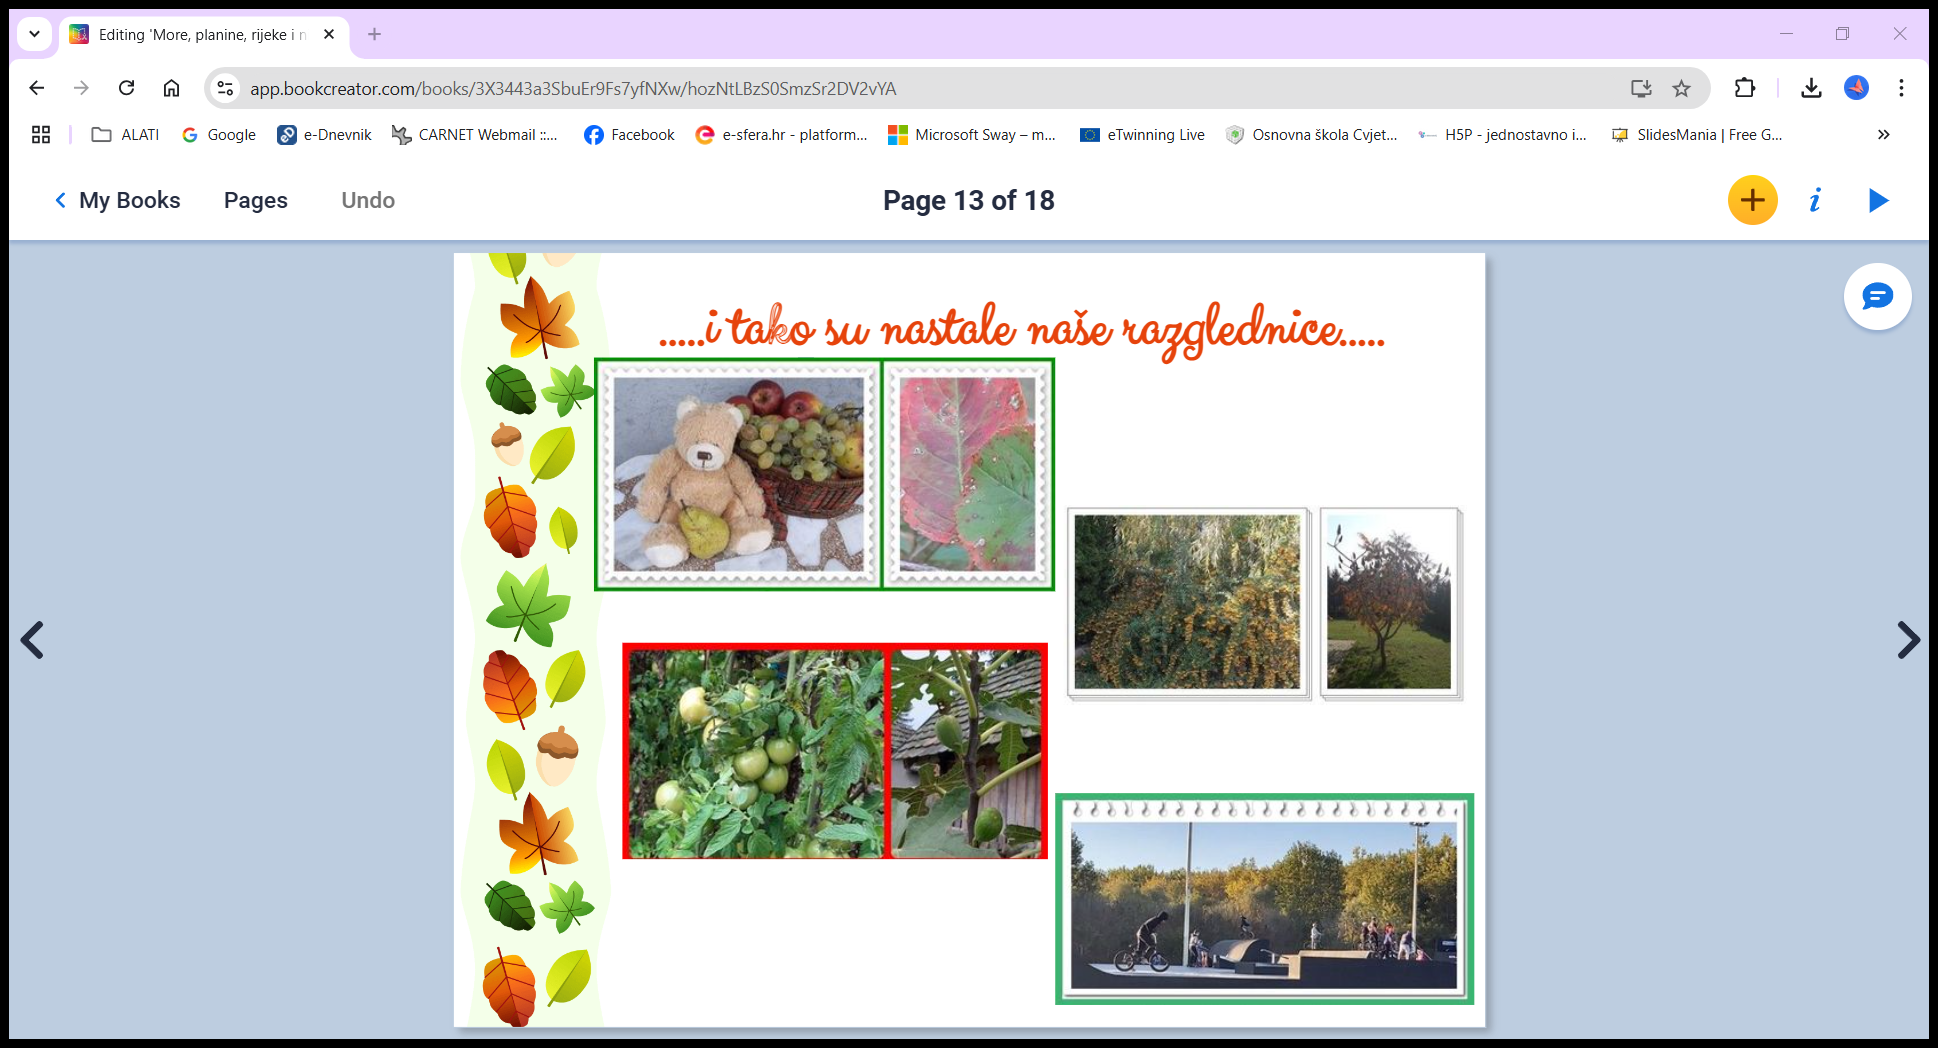 Editing 'More, planine, rijeke i n
app.bookcreator.com/books/3X3443a3SbuEr9Fs7yfNXw/hozNtLBzS0SmzSr2DV2vYA
ALATI Google e-Dnevnik CARNET Webmail ::... Facebook e-sfera.hr - platform... Microsoft Sway – m... eTwinning Live Osnovna škola Cvjet... H5P - jednostavno i... SlidesMania | Free G...
My Books Pages Undo Page 13 of 18
.....i tako su nastale naše razglednice.....